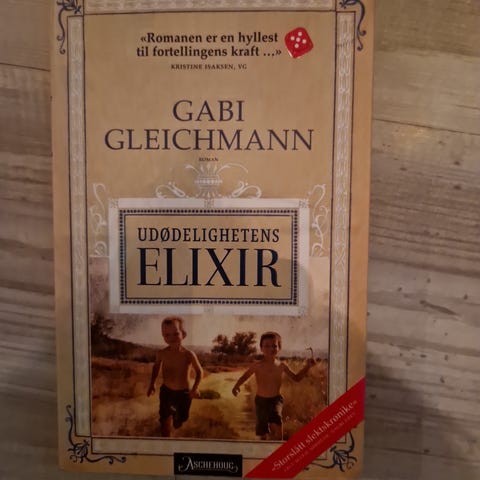 «Romanen er en hyllest
til fortellingens kraft ...»
KRISTINE ISAKSEN, VG
GABI
GLEICHMANN
ROMAN
UDØDELIGHETENS
ELIXIR
«Storslått slektskrønike»
ASCHEHOUG